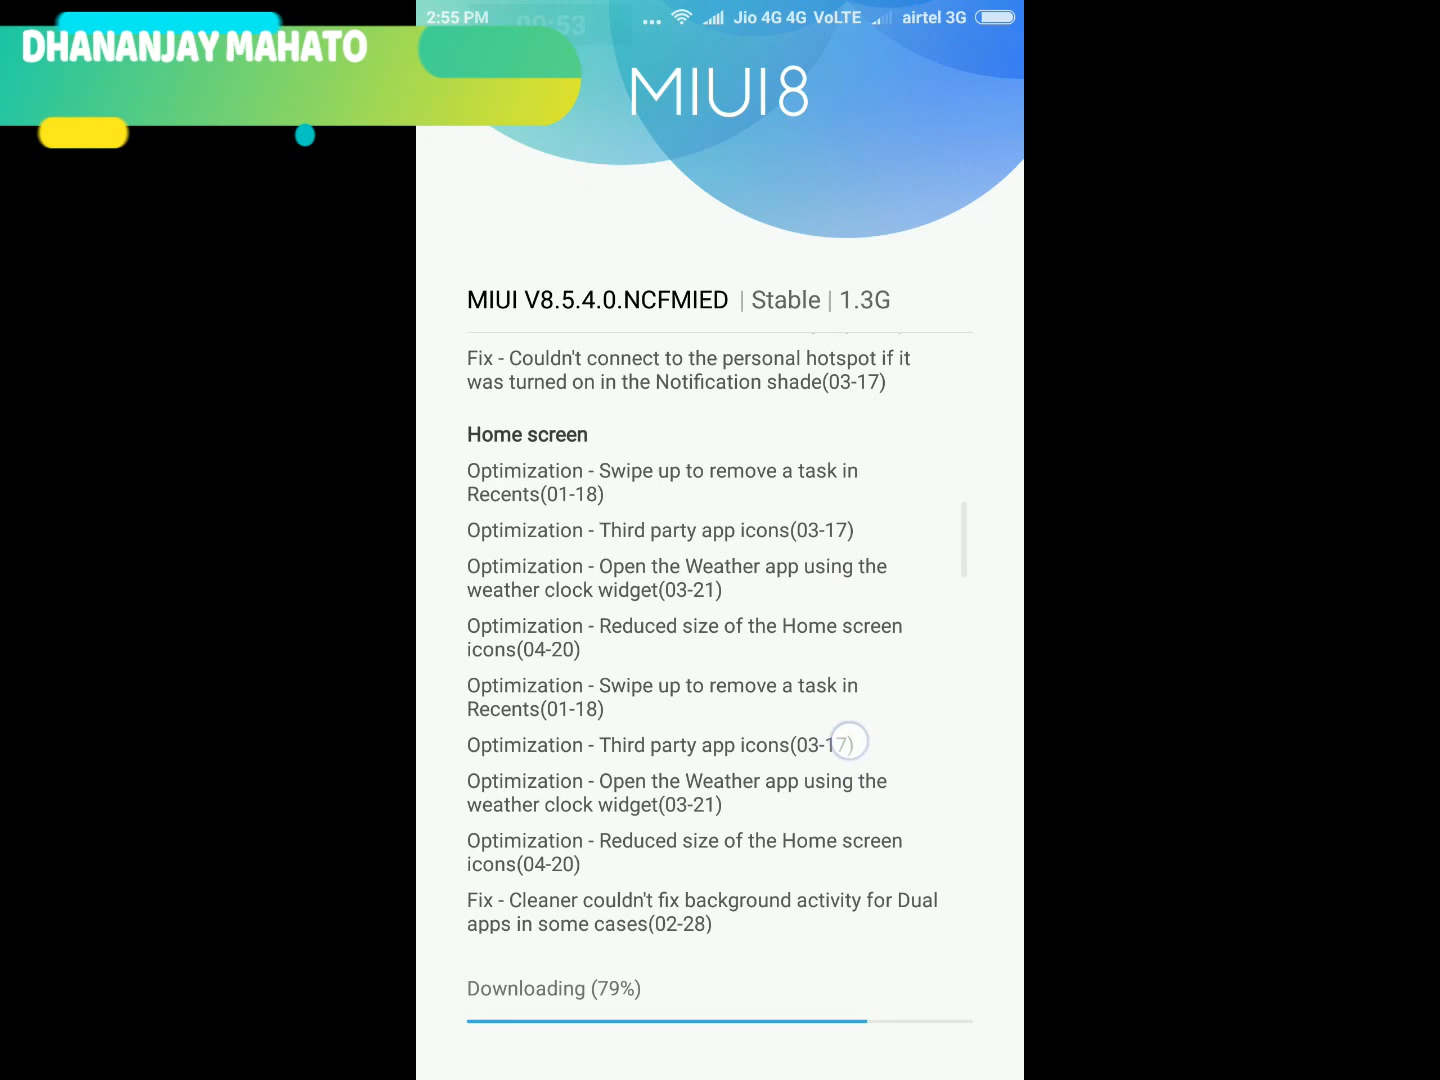 2:55 PM
00:53
... Jio 4G 4G VoLTE airtel 3G
DHANANJAY MAHATO
MIUI8
MIUI V8.5.4.0.NCFMIED | Stable | 1.3G
Fix - Couldn't connect to the personal hotspot if it
was turned on in the Notification shade(03-17)
Home screen
Optimization - Swipe up to remove a task in
Recents(01-18)
Optimization - Third party app icons(03-17)
Optimization - Open the Weather app using the
weather clock widget(03-21)
Optimization - Reduced size of the Home screen
icons(04-20)
Optimization - Swipe up to remove a task in
Recents(01-18)
Optimization - Third party app icons(03-17)
Optimization - Open the Weather app using the
weather clock widget(03-21)
Optimization - Reduced size of the Home screen
icons(04-20)
Fix - Cleaner couldn't fix background activity for Dual
apps in some cases(02-28)
Downloading (79%)